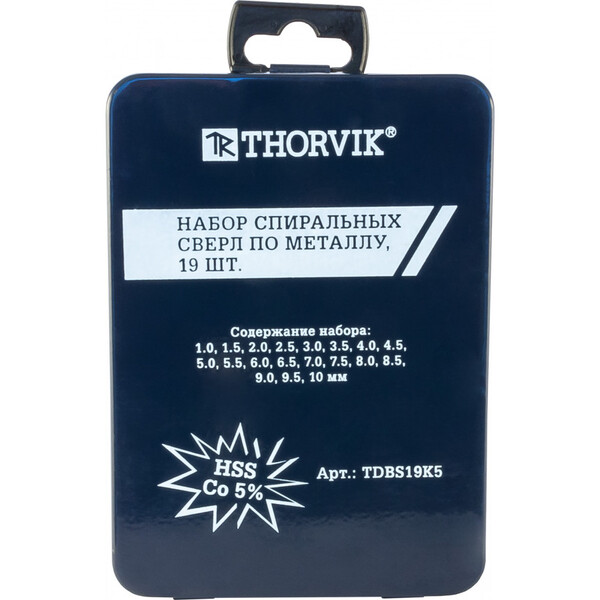 TR THORVIK®
НАБОР СПИРАЛЬНЫХ
СВЕРЛ ПО МЕТАЛЛУ,
19 ШТ.
Содержание набора:
1.0, 1.5, 2.0, 2.5, 3.0, 3.5, 4.0, 4.5,
5.0, 5.5, 6.0, 6.5, 7.0, 7.5, 8.0, 8.5,
9.0, 9.5, 10 мм
HSS
Co 5%
Арт.: TDBS19K5